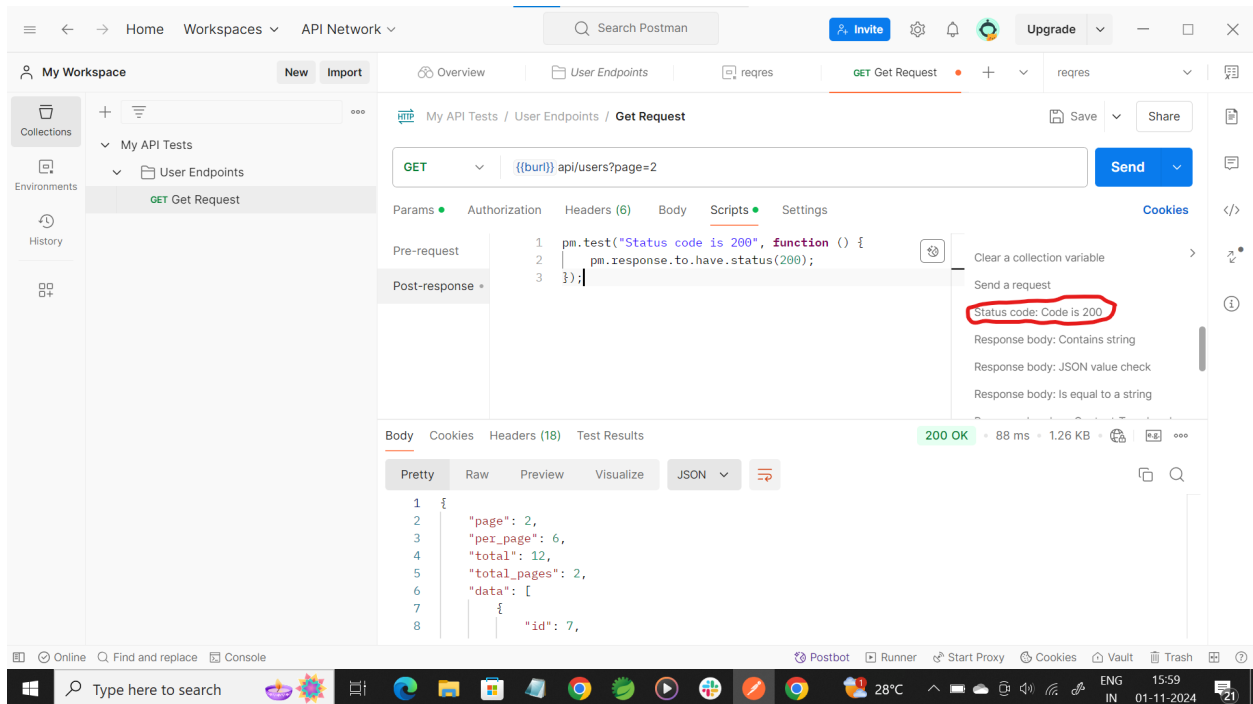 Home Workspaces API Network Search Postman Invite Upgrade
My Workspace New Import Overview User Endpoints reqres GET Get Request reqres
Collections
Environments
History
My API Tests
User Endpoints
GET Get Request
HTTP My API Tests / User Endpoints / Get Request Save Share
GET {{burl}} api/users?page=2 Send
Params Authorization Headers (6) Body Scripts Settings Cookies
Pre-request
Post-response
1 pm.test("Status code is 200", function () {
2 pm.response.to.have.status(200);
3 });
Clear a collection variable
Send a request
Status code: Code is 200
Response body: Contains string
Response body: JSON value check
Response body: Is equal to a string
Body Cookies Headers (18) Test Results 200 OK 88 ms 1.26 KB e.g.
Pretty Raw Preview Visualize JSON
1 {
2 "page": 2,
3 "per_page": 6,
4 "total": 12,
5 "total_pages": 2,
6 "data": [
7 {
8 "id": 7,
Online Find and replace Console Postbot Runner Start Proxy Cookies Vault Trash
Type here to search 1 28°C ENG 15:59
IN 01-11-2024 21